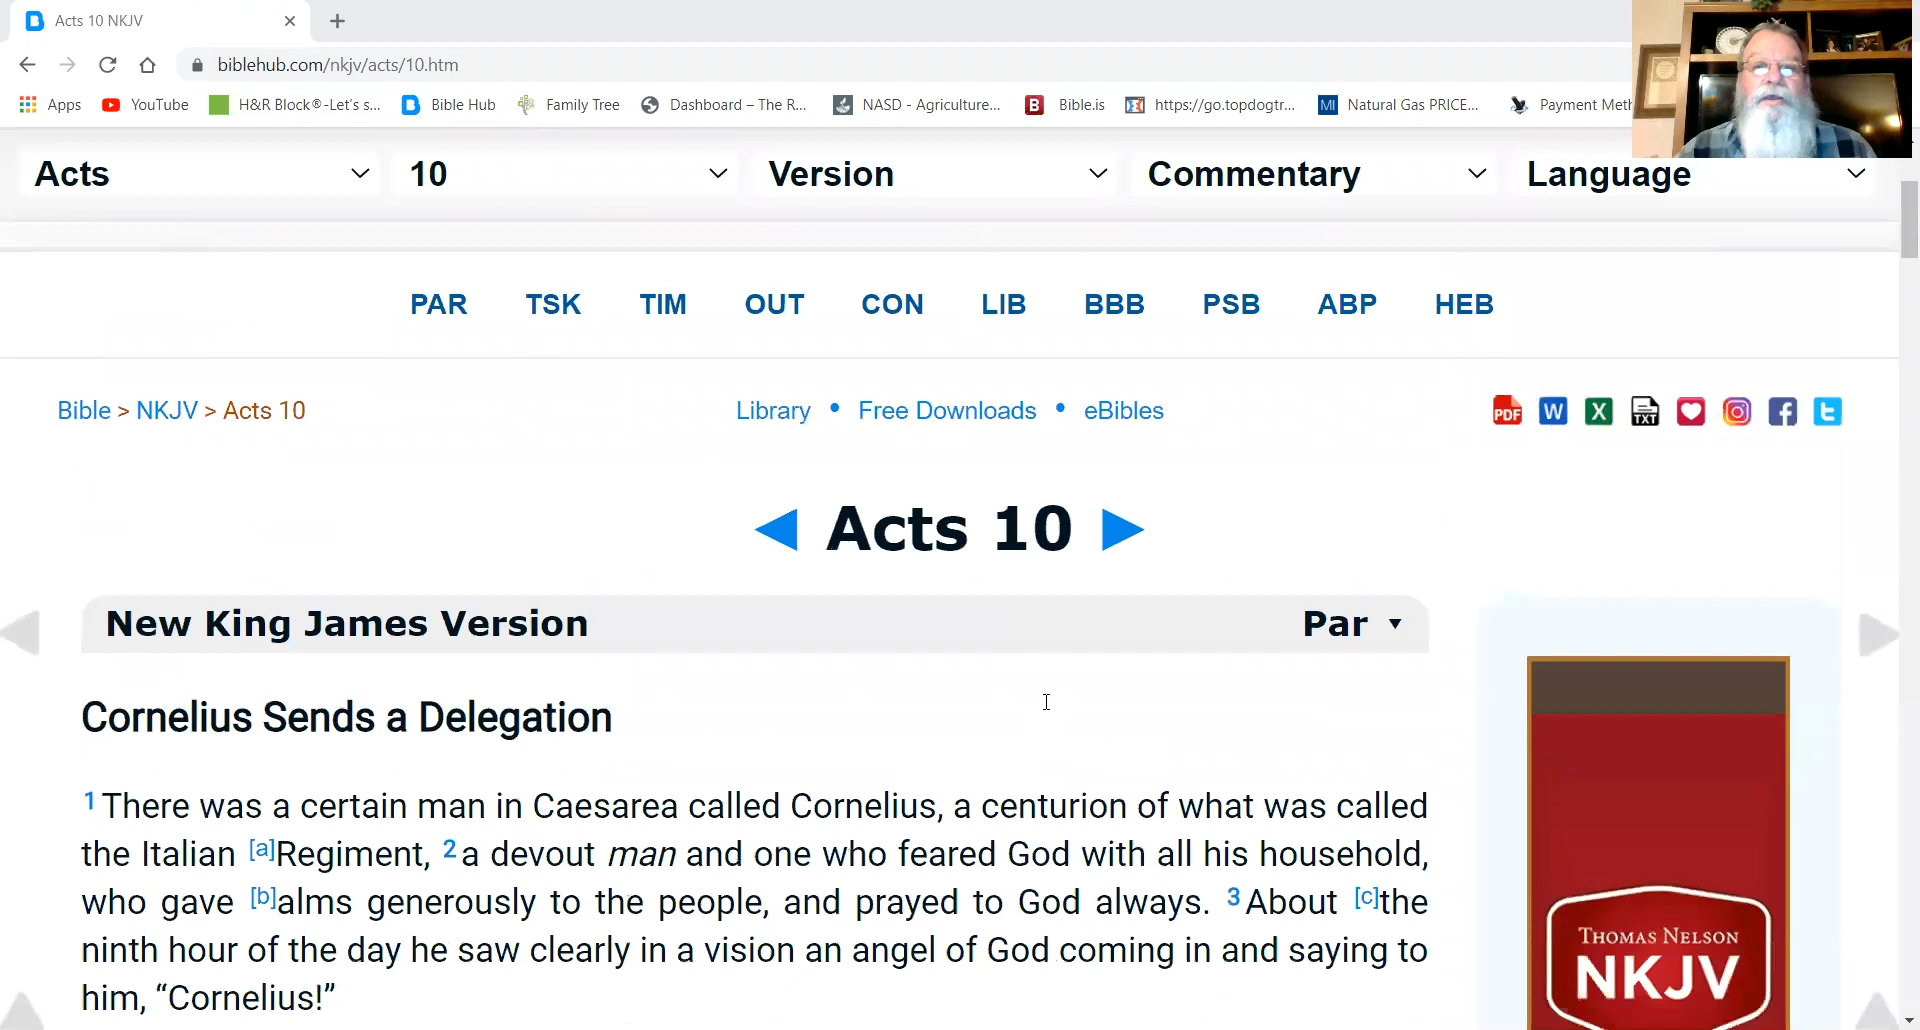 Acts 10 NKJV
biblehub.com/nkjv/acts/10.htm
Apps YouTube H&R Block®-Let's s... Bible Hub Family Tree Dashboard – The R... NASD - Agriculture... Bible.is https://go.topdogtr... MI Natural Gas PRICE... Payment Meth
Acts 10 Version Commentary Language
PAR TSK TIM OUT CON LIB BBB PSB ABP HEB
Bible > NKJV > Acts 10 Library • Free Downloads • eBibles PDF W X TXT
◀ Acts 10 ▶
New King James Version Par ▾
Cornelius Sends a Delegation
1 There was a certain man in Caesarea called Cornelius, a centurion of what was called
the Italian [a]Regiment, 2 a devout man and one who feared God with all his household,
who gave [b]alms generously to the people, and prayed to God always. 3 About [c]the
ninth hour of the day he saw clearly in a vision an angel of God coming in and saying to
him, “Cornelius!”
THOMAS NELSON
NKJV